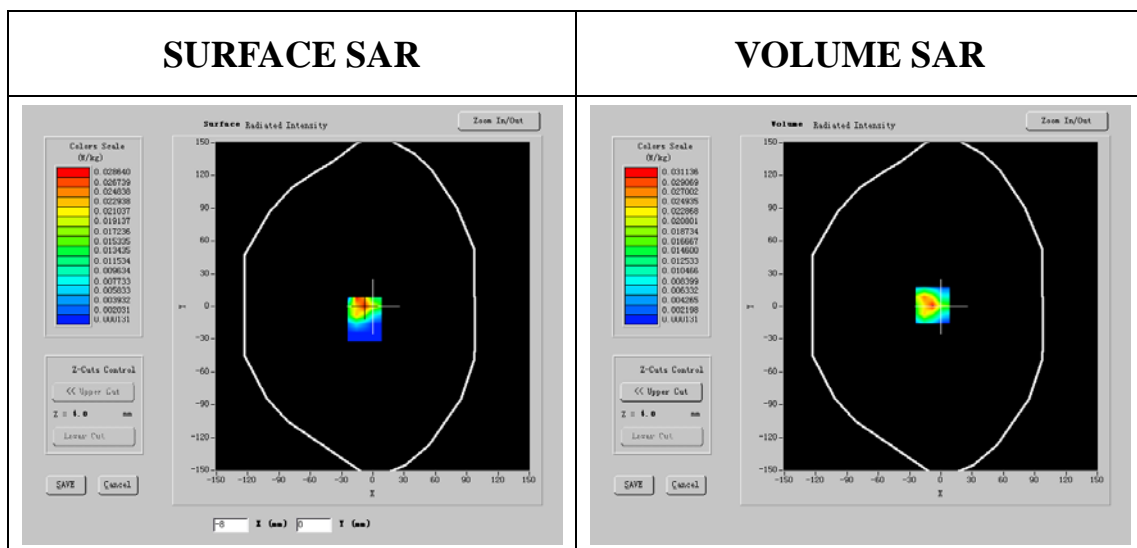 SURFACE SAR
VOLUME SAR
Surface Radiated Intensity
Zoom In/Out
Colors Scale
(W/kg)
0.028640
0.026739
0.024838
0.022938
0.021037
0.019137
0.017236
0.015335
0.013435
0.011534
0.009634
0.007733
0.005833
0.003932
0.002031
0.000131
150
90
60
30
0
-30
-60
-90
-120
-150
Y
-150 -120 -90 -60 -30 0 30 60 90 120 150
X
Z-Cuts Control
<< Upper Cut
Z = 4.0 mm
Lower Cut
SAVE
Cancel
-8 X (mm) 0 Y (mm)
Volume Radiated Intensity
Zoom In/Out
Colors Scale
(W/kg)
0.031136
0.029069
0.027002
0.024935
0.022868
0.020801
0.018734
0.016667
0.014600
0.012533
0.010466
0.008399
0.006332
0.004265
0.002198
0.000131
150
120
90
60
30
0
-30
-60
-90
-120
-150
Y
-150 -120 -90 -60 -30 0 30 60 90 120 150
X
Z-Cuts Control
<< Upper Cut
Z = 4.0 mm
Lower Cut
SAVE
Cancel